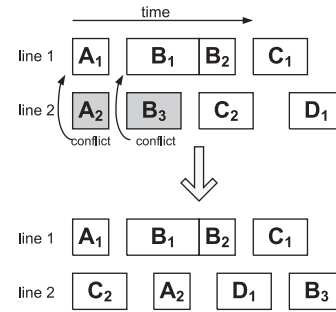 time
line 1 A1 B1 B2 C1
line 2 A2 B3 C2 D1
conflict conflict
line 1 A1 B1 B2 C1
line 2 C2 A2 D1 B3